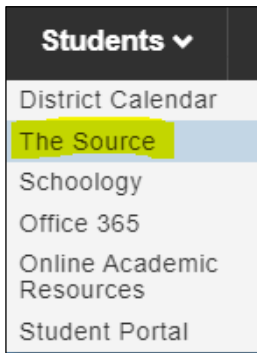 Students
District Calendar
The Source
Schoology
Office 365
Online Academic
Resources
Student Portal